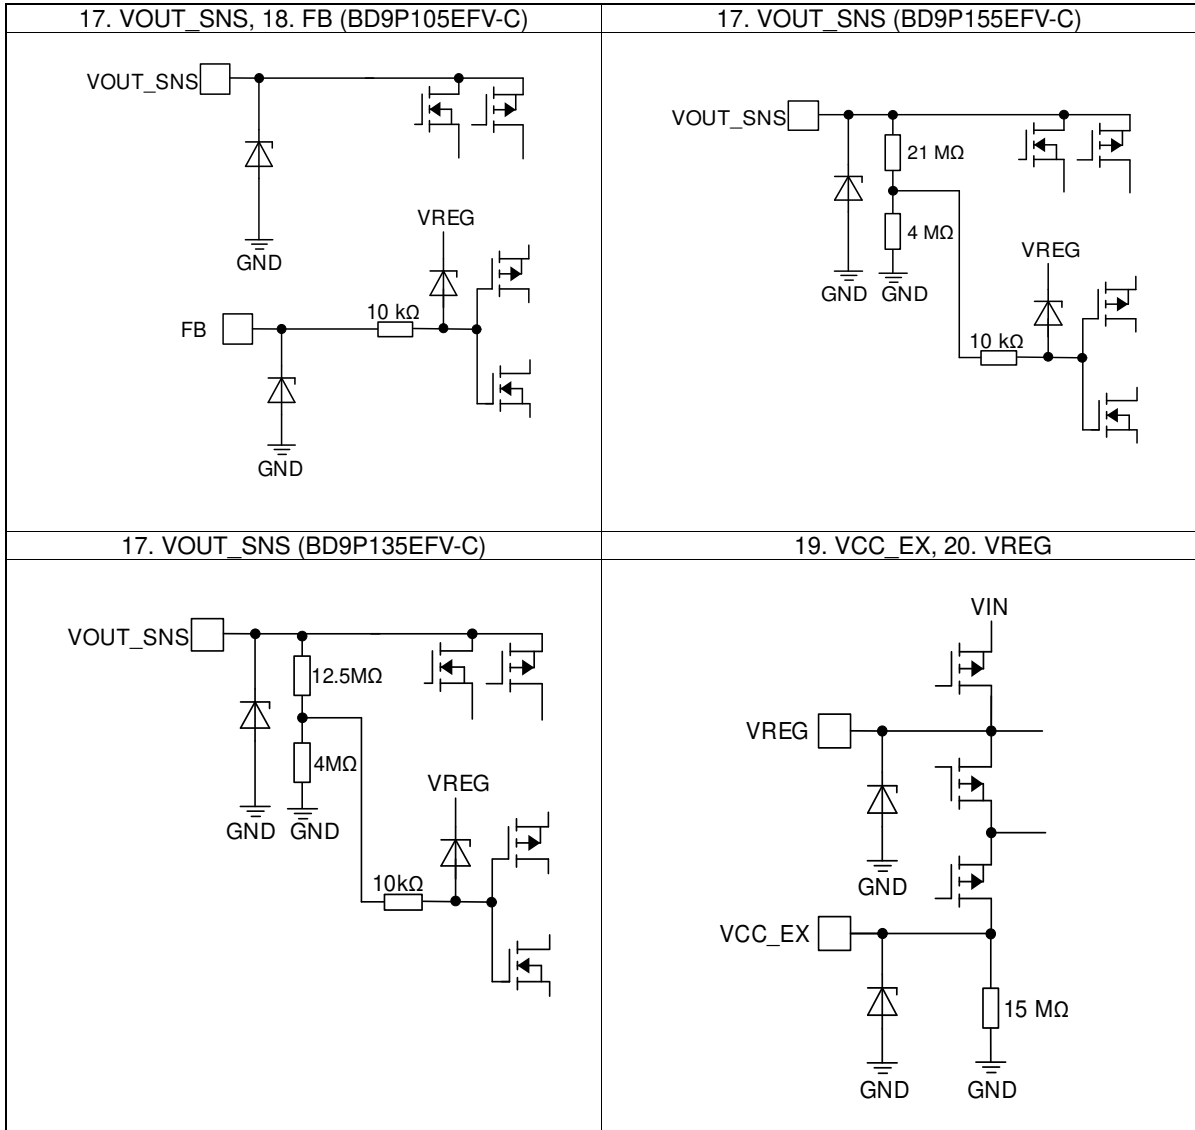 17. VOUT_SNS, 18. FB (BD9P105EFV-C)
VOUT_SNS
GND
VREG
10 kΩ
FB
GND
17. VOUT_SNS (BD9P155EFV-C)
VOUT_SNS
21 MΩ
4 MΩ
VREG
GND GND
10 kΩ
17. VOUT_SNS (BD9P135EFV-C)
VOUT_SNS
12.5MΩ
4MΩ
VREG
GND GND
10kΩ
19. VCC_EX, 20. VREG
VIN
VREG
GND
VCC_EX
15 MΩ
GND GND